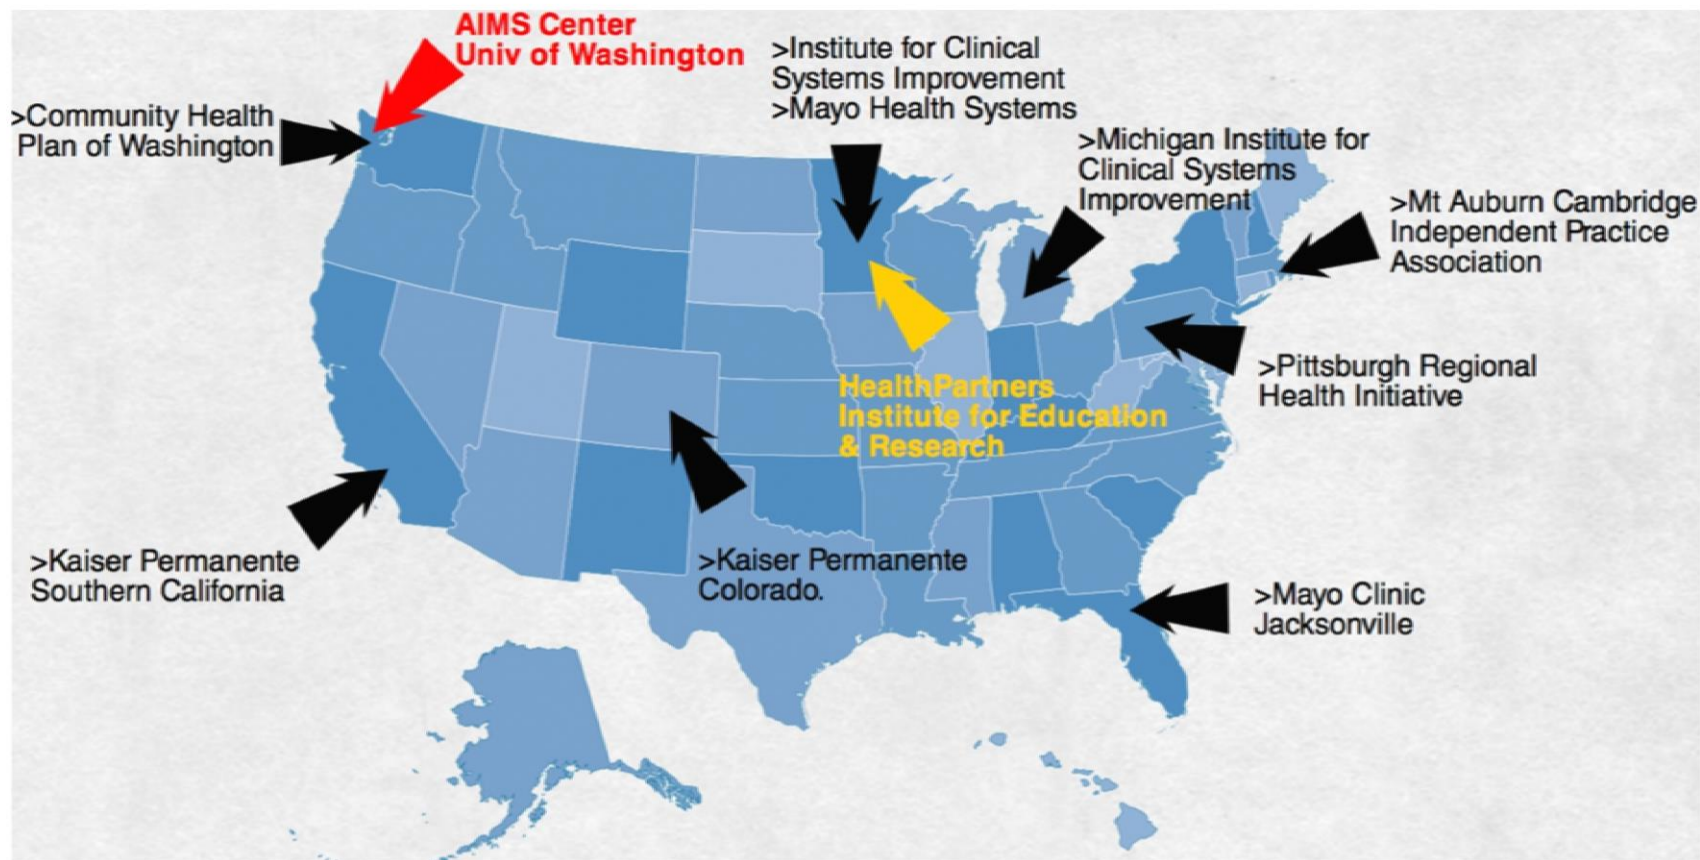 AIMS Center
Univ of Washington
>Institute for Clinical
Systems Improvement
>Mayo Health Systems
>Community Health
Plan of Washington
>Michigan Institute for
Clinical Systems
Improvement
>Mt Auburn Cambridge
Independent Practice
Association
>Pittsburgh Regional
Health Initiative
HealthPartners
Institute for Education
& Research
>Kaiser Permanente
Southern California
>Kaiser Permanente
Colorado.
>Mayo Clinic
Jacksonville